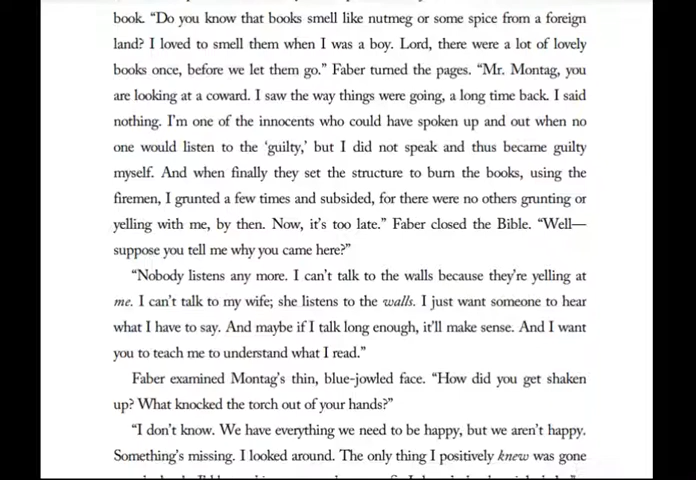 book. “Do you know that books smell like nutmeg or some spice from a foreign
land? I loved to smell them when I was a boy. Lord, there were a lot of lovely
books once, before we let them go.” Faber turned the pages. “Mr. Montag, you
are looking at a coward. I saw the way things were going, a long time back. I said
nothing. I’m one of the innocents who could have spoken up and out when no
one would listen to the ‘guilty,’ but I did not speak and thus became guilty
myself. And when finally they set the structure to burn the books, using the
firemen, I grunted a few times and subsided, for there were no others grunting or
yelling with me, by then. Now, it’s too late.” Faber closed the Bible. “Well—
suppose you tell me why you came here?”
“Nobody listens any more. I can’t talk to the walls because they’re yelling at
me. I can’t talk to my wife; she listens to the walls. I just want someone to hear
what I have to say. And maybe if I talk long enough, it’ll make sense. And I want
you to teach me to understand what I read.”
Faber examined Montag’s thin, blue-jowled face. “How did you get shaken
up? What knocked the torch out of your hands?”
“I don’t know. We have everything we need to be happy, but we aren’t happy.
Something’s missing. I looked around. The only thing I positively knew was gone